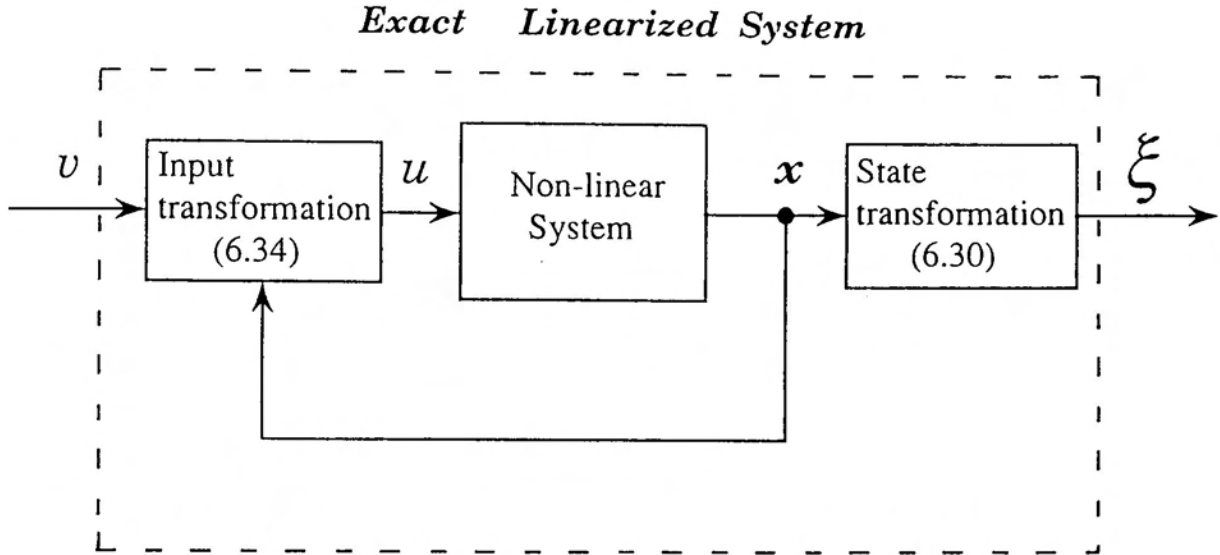 Exact Linearized System
v
Input
transformation
(6.34)
u
Non-linear
System
x
State
transformation
(6.30)
ξ